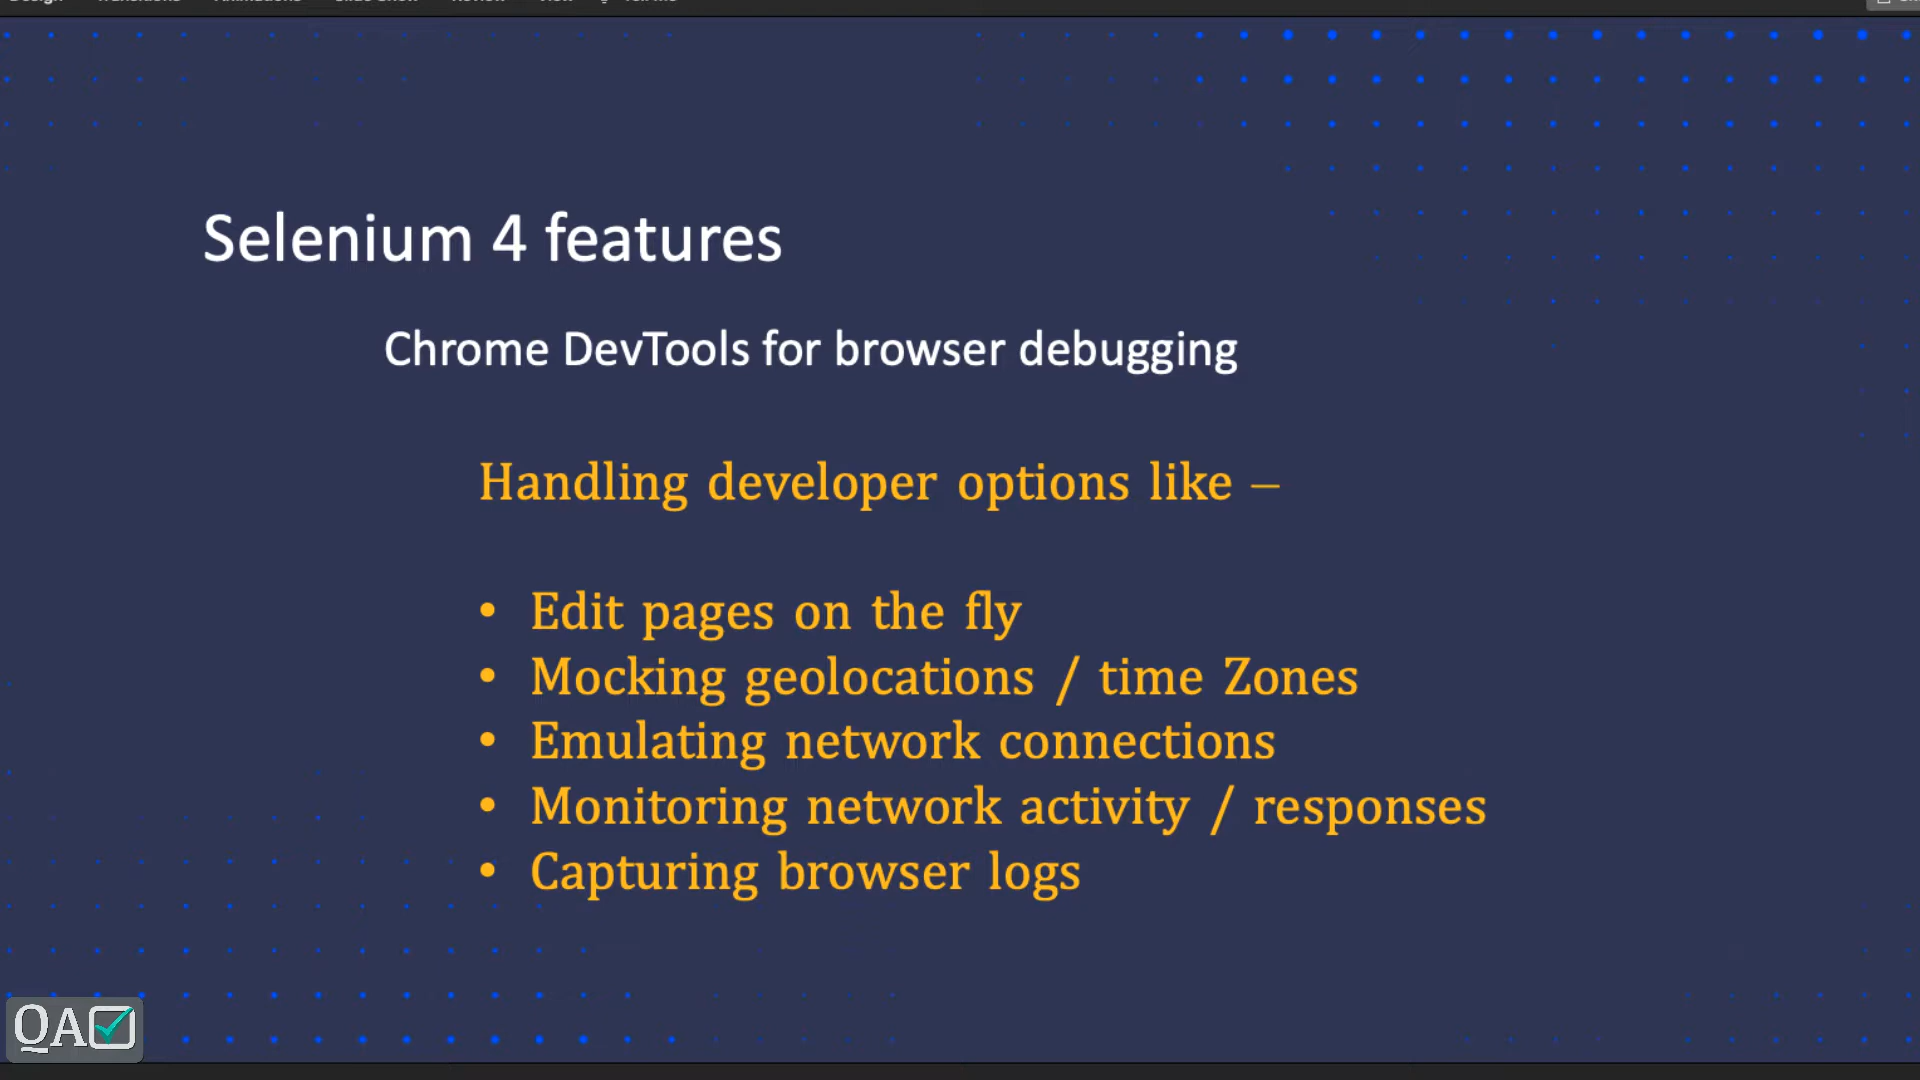 Selenium 4 features
Chrome DevTools for browser debugging
Handling developer options like –
• Edit pages on the fly
• Mocking geolocations / time Zones
• Emulating network connections
• Monitoring network activity / responses
• Capturing browser logs
QA